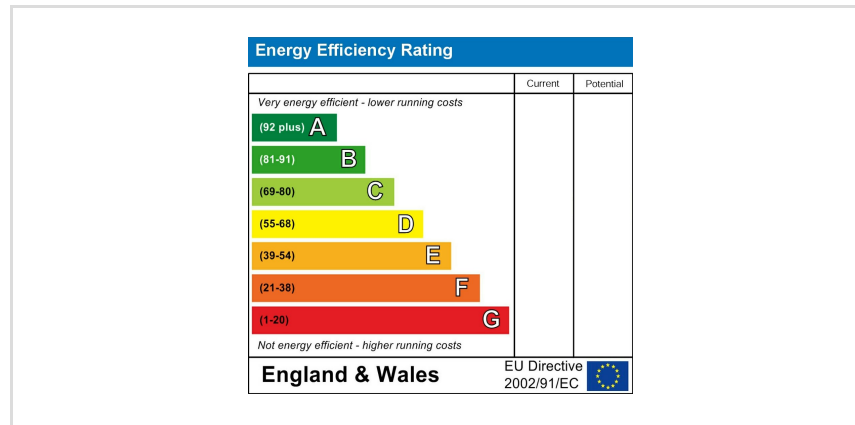 Energy Efficiency Rating
Current Potential
Very energy efficient - lower running costs
(92 plus) A
(81-91) B
(69-80) C
(55-68) D
(39-54) E
(21-38) F
(1-20) G
Not energy efficient - higher running costs
England & Wales
EU Directive
2002/91/EC